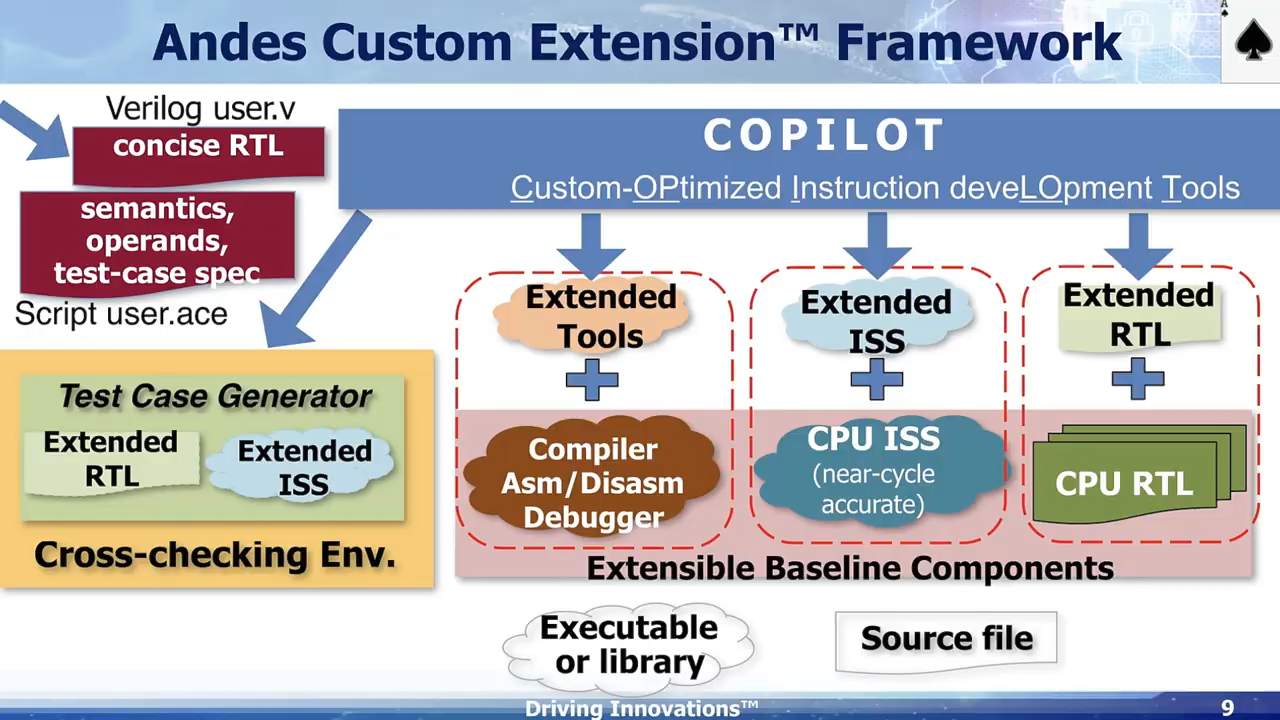 Andes Custom Extension™ Framework
A
Verilog user.v
concise RTL
semantics,
operands,
test-case spec
Script user.ace
COPILOT
Custom-OPtimized Instruction deveLOpment Tools
Extended
Tools
Extended
ISS
Extended
RTL
Test Case Generator
Extended
RTL
Extended
ISS
Cross-checking Env.
Compiler
Asm/Disasm
Debugger
CPU ISS
(near-cycle
accurate)
CPU RTL
Extensible Baseline Components
Executable
or library
Source file
Driving Innovations™
9